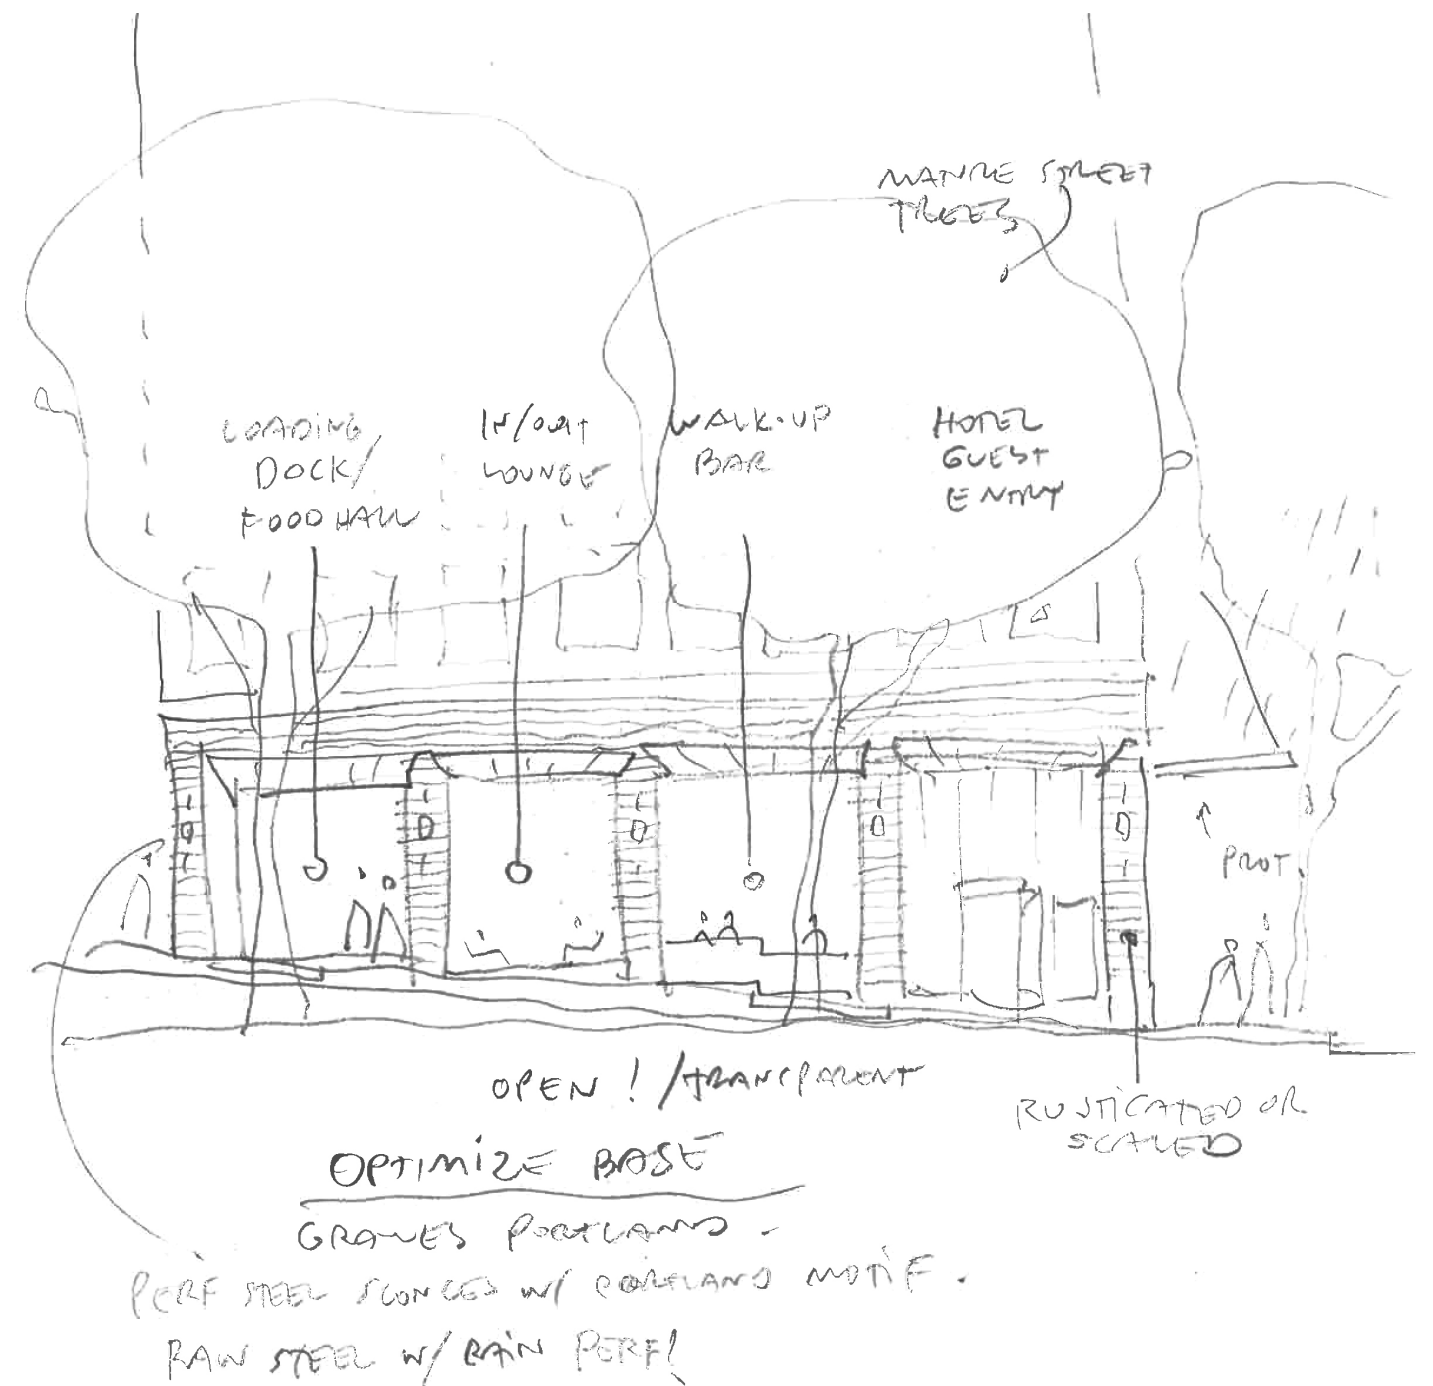 MATURE STREET
TREES
LOADING
DOCK/
FOOD HALL
IN/OUT
LOUNGE
WALK-UP
BAR
HOTEL
GUEST
ENTRY
PROT.
OPEN! /TRANSPARENT
RUSTICATED OR
SCALED
OPTIMIZE BASE
GRAVES PORTLAND.
PERF STEEL SCONCES W/ PORTLAND MOTIF.
RAW STEEL W/ RAIN PERF!